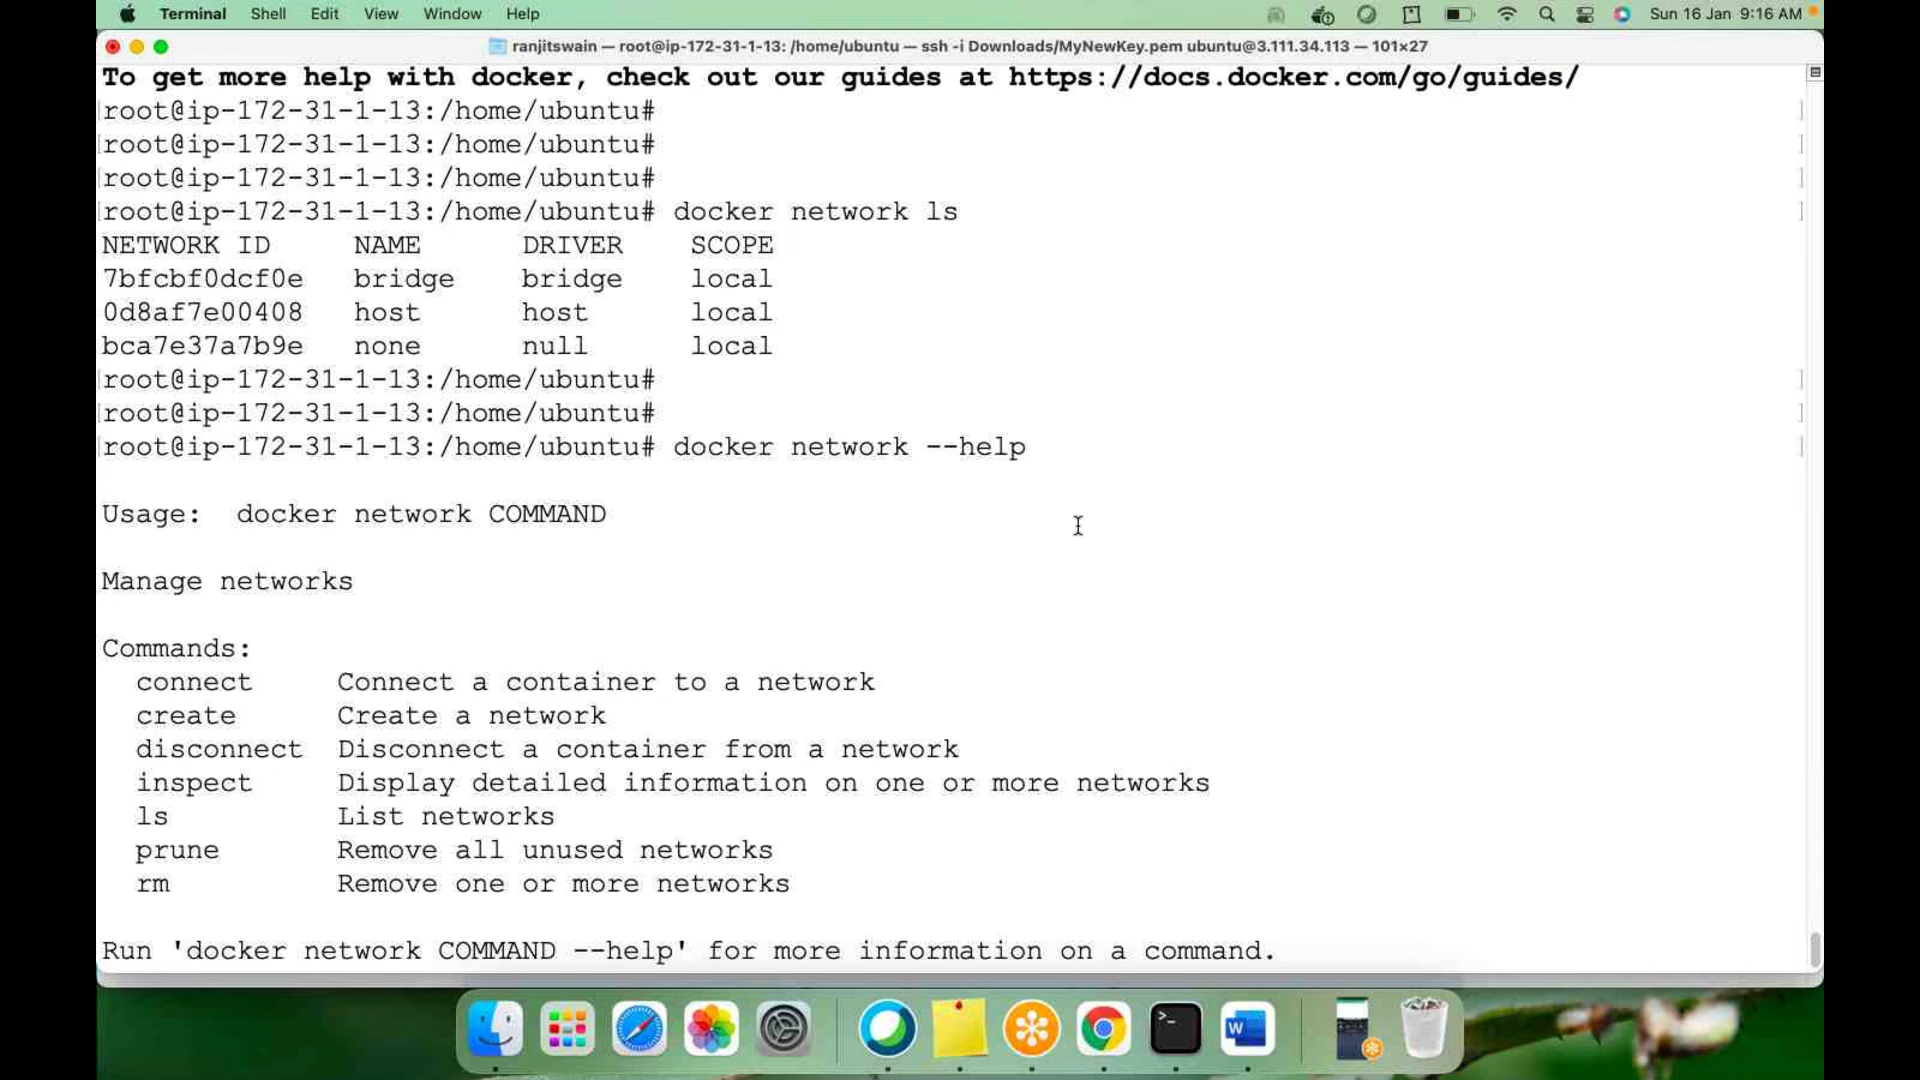 Terminal Shell Edit View Window Help Sun 16 Jan 9:16 AM
ranjitswain — root@ip-172-31-1-13: /home/ubuntu — ssh -i Downloads/MyNewKey.pem ubuntu@3.111.34.113 — 101×27
To get more help with docker, check out our guides at https://docs.docker.com/go/guides/
[root@ip-172-31-1-13:/home/ubuntu# ]
[root@ip-172-31-1-13:/home/ubuntu# ]
[root@ip-172-31-1-13:/home/ubuntu# ]
[root@ip-172-31-1-13:/home/ubuntu# docker network ls ]
NETWORK ID NAME DRIVER SCOPE
7bfcbf0dcf0e bridge bridge local
0d8af7e00408 host host local
bca7e37a7b9e none null local
[root@ip-172-31-1-13:/home/ubuntu# ]
[root@ip-172-31-1-13:/home/ubuntu# ]
[root@ip-172-31-1-13:/home/ubuntu# docker network --help ]
Usage: docker network COMMAND
Manage networks
Commands:
connect Connect a container to a network
create Create a network
disconnect Disconnect a container from a network
inspect Display detailed information on one or more networks
ls List networks
prune Remove all unused networks
rm Remove one or more networks
Run 'docker network COMMAND --help' for more information on a command.
>_ W